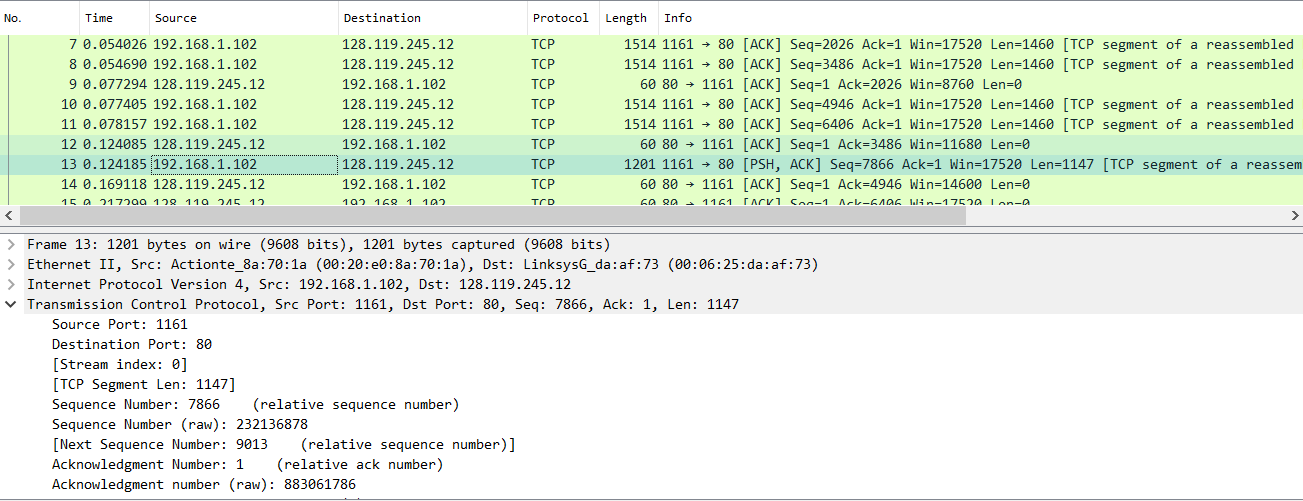 No. Time Source Destination Protocol Length Info
7 0.054026 192.168.1.102 128.119.245.12 TCP 1514 1161 → 80 [ACK] Seq=2026 Ack=1 Win=17520 Len=1460 [TCP segment of a reassembled
8 0.054690 192.168.1.102 128.119.245.12 TCP 1514 1161 → 80 [ACK] Seq=3486 Ack=1 Win=17520 Len=1460 [TCP segment of a reassembled
9 0.077294 128.119.245.12 192.168.1.102 TCP 60 80 → 1161 [ACK] Seq=1 Ack=2026 Win=8760 Len=0
10 0.077405 192.168.1.102 128.119.245.12 TCP 1514 1161 → 80 [ACK] Seq=4946 Ack=1 Win=17520 Len=1460 [TCP segment of a reassembled
11 0.078157 192.168.1.102 128.119.245.12 TCP 1514 1161 → 80 [ACK] Seq=6406 Ack=1 Win=17520 Len=1460 [TCP segment of a reassembled
12 0.124085 128.119.245.12 192.168.1.102 TCP 60 80 → 1161 [ACK] Seq=1 Ack=3486 Win=11680 Len=0
13 0.124185 192.168.1.102 128.119.245.12 TCP 1201 1161 → 80 [PSH, ACK] Seq=7866 Ack=1 Win=17520 Len=1147 [TCP segment of a reassem
14 0.169118 128.119.245.12 192.168.1.102 TCP 60 80 → 1161 [ACK] Seq=1 Ack=4946 Win=14600 Len=0
15 0.217299 128.119.245.12 192.168.1.102 TCP 60 80 → 1161 [ACK] Seq=1 Ack=6406 Win=17520 Len=0
Frame 13: 1201 bytes on wire (9608 bits), 1201 bytes captured (9608 bits)
Ethernet II, Src: Actionte_8a:70:1a (00:20:e0:8a:70:1a), Dst: LinksysG_da:af:73 (00:06:25:da:af:73)
Internet Protocol Version 4, Src: 192.168.1.102, Dst: 128.119.245.12
Transmission Control Protocol, Src Port: 1161, Dst Port: 80, Seq: 7866, Ack: 1, Len: 1147
Source Port: 1161
Destination Port: 80
[Stream index: 0]
[TCP Segment Len: 1147]
Sequence Number: 7866 (relative sequence number)
Sequence Number (raw): 232136878
[Next Sequence Number: 9013 (relative sequence number)]
Acknowledgment Number: 1 (relative ack number)
Acknowledgment number (raw): 883061786